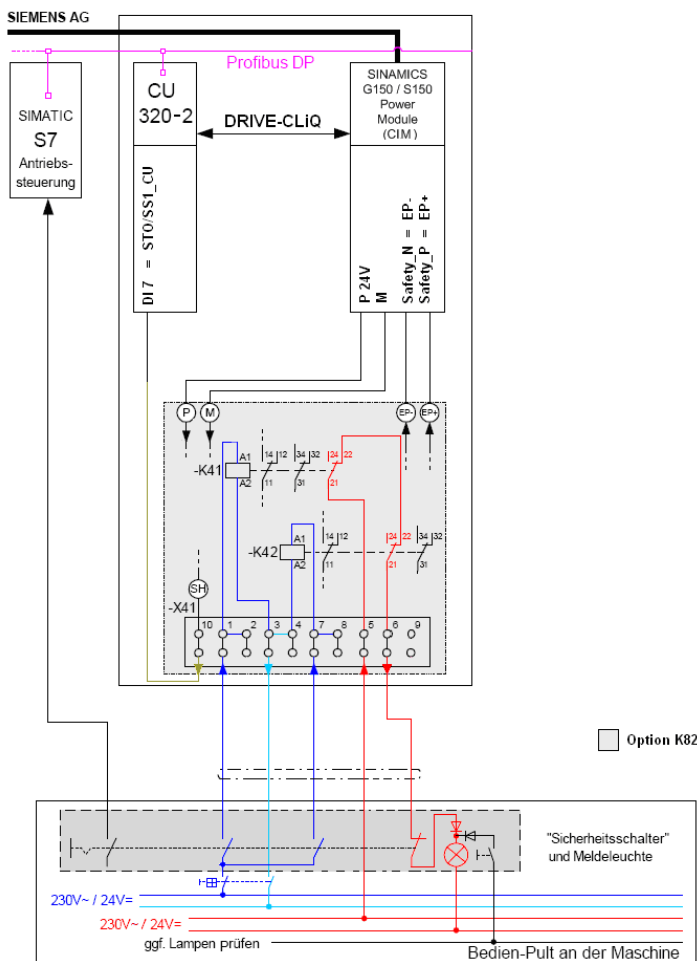 SIEMENS AG
Profibus DP
SIMATIC
S7
Antriebs-
steuerung
CU
320-2
DRIVE-CLiQ
SINAMICS
G150 / S150
Power
Module
(CIM)
DI 7 = STO/SS1_CU
P 24V
M
Safety_N = EP-
Safety_P = EP+
P
M
EP-
EP+
-K41
A1
A2
14
12
11
34
32
31
24
22
21
-K42
A1
A2
14
12
11
24
22
21
34
32
31
SH
-X41
10 1 2 3 4 7 8 5 6 9
Option K82
"Sicherheitsschalter"
und Meldeleuchte
230V~ / 24V=
230V~ / 24V=
ggf. Lampen prüfen
Bedien-Pult an der Maschine